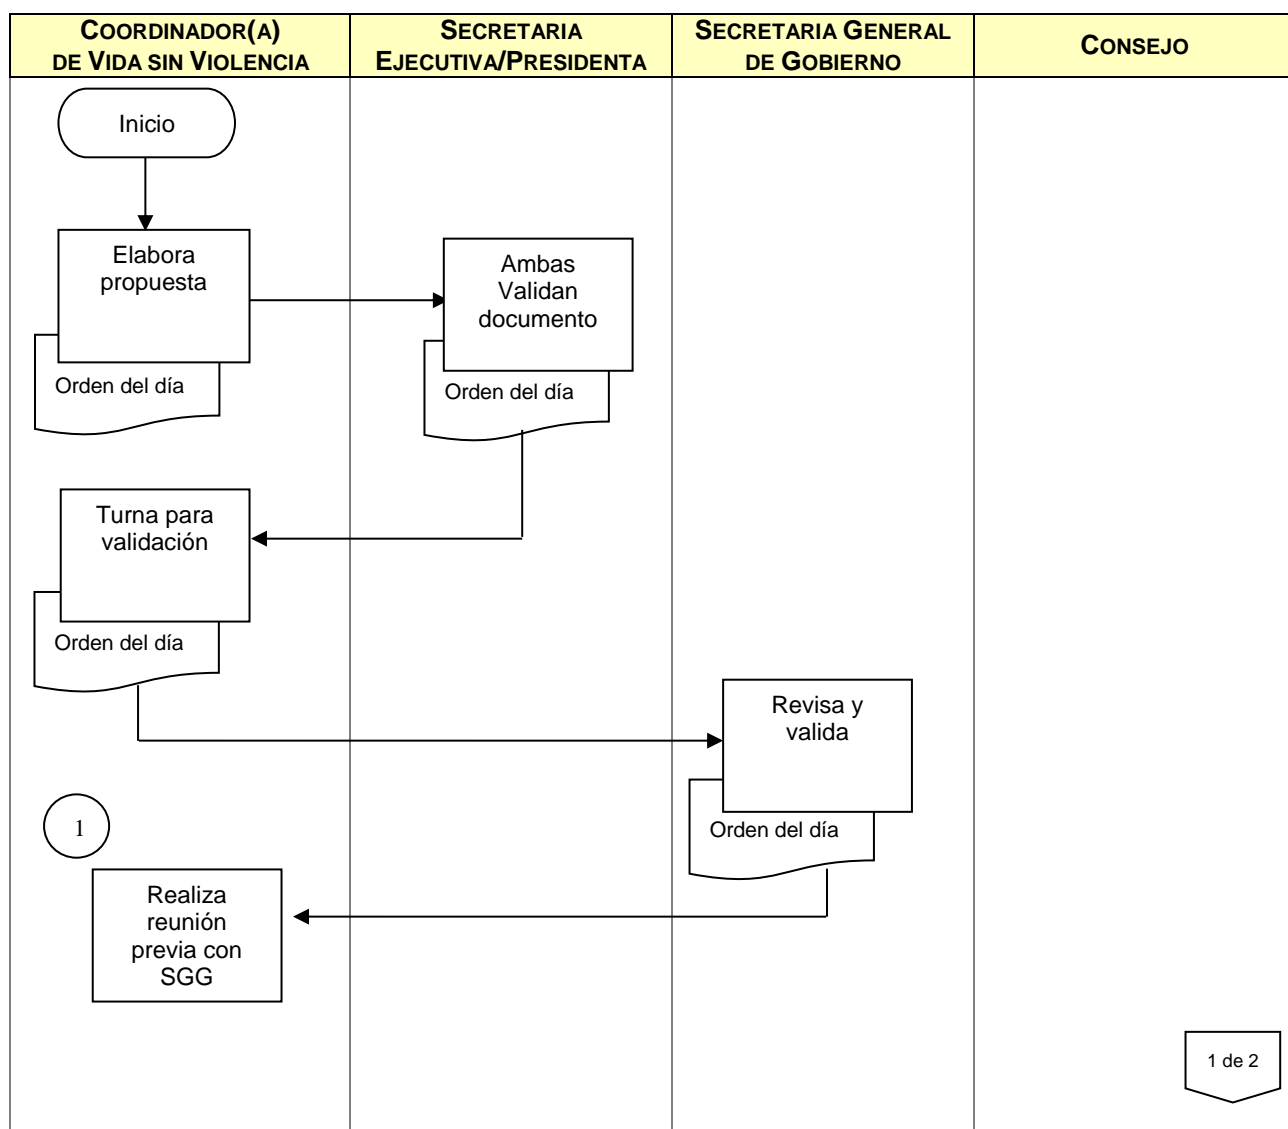 COORDINADOR(A)
DE VIDA SIN VIOLENCIA
SECRETARIA
EJECUTIVA/PRESIDENTA
SECRETARIA GENERAL
DE GOBIERNO
CONSEJO
Inicio
Elabora
propuesta
Orden del día
Ambas
Validan
documento
Orden del día
Turna para
validación
Orden del día
Revisa y
valida
Orden del día
1
Realiza
reunión
previa con
SGG
1 de 2